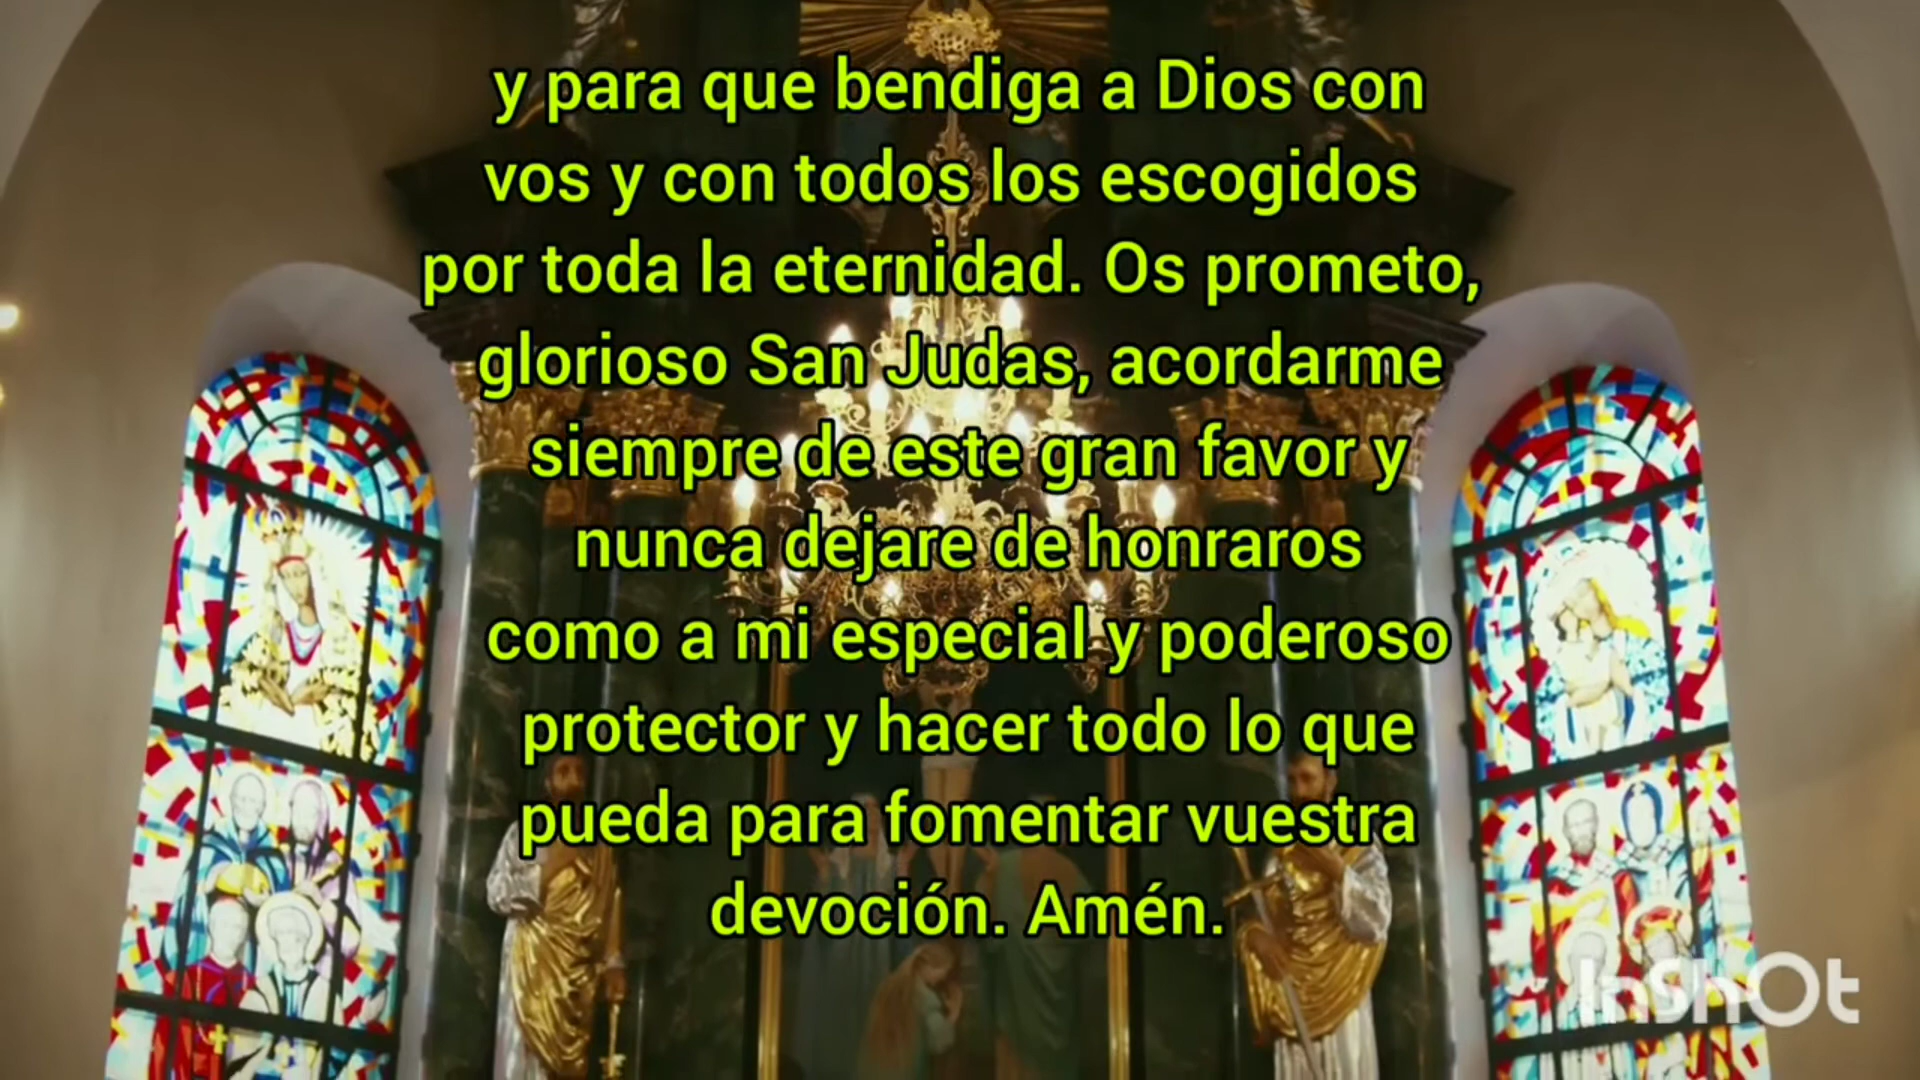 y para que bendiga a Dios con
vos y con todos los escogidos
por toda la eternidad. Os prometo,
glorioso San Judas, acordarme
siempre de este gran favor y
nunca dejare de honraros
como a mi especial y poderoso
protector y hacer todo lo que
pueda para fomentar vuestra
devoción. Amén.
InShOt